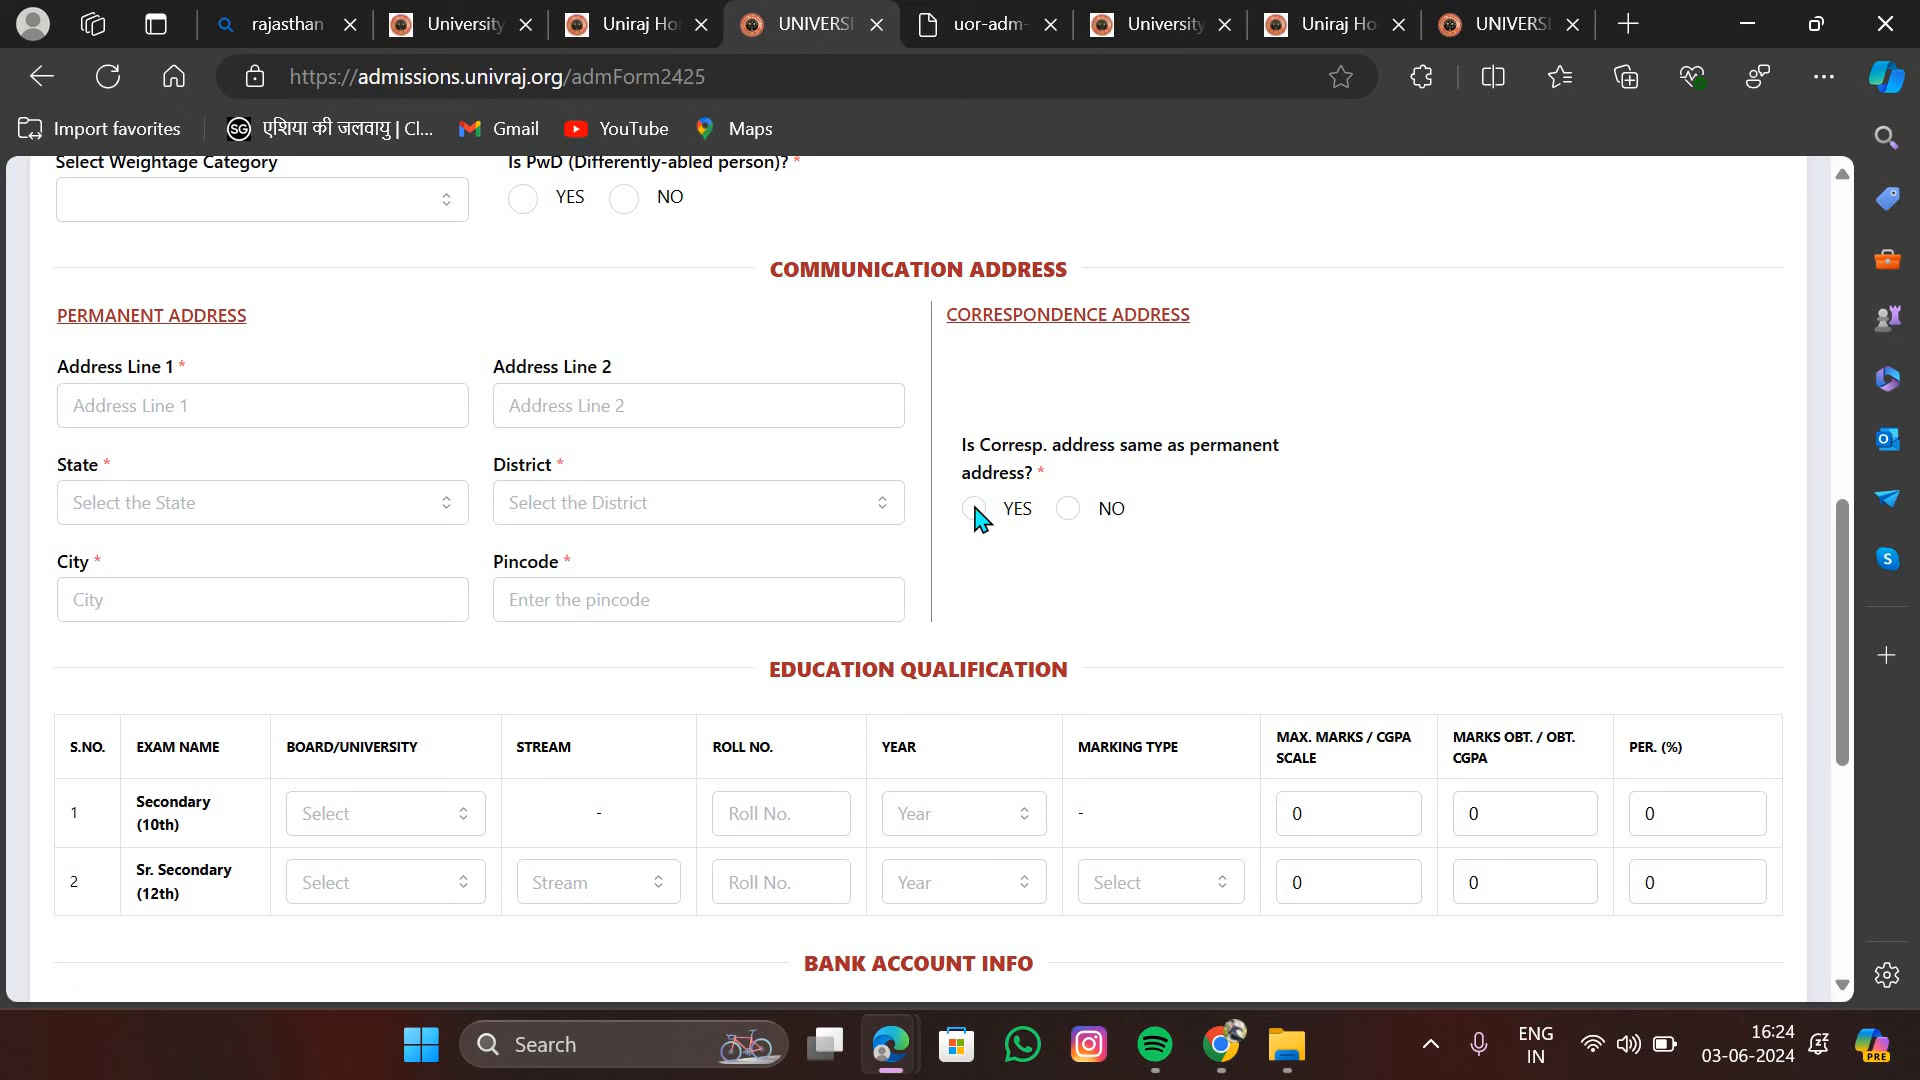 rajasthan
University
Uniraj Ho
UNIVERS
uor-adm-
University
Uniraj Ho
UNIVERS
https://admissions.univraj.org/admForm2425
Import favorites
SG एशिया की जलवायु | Cl...
Gmail
YouTube
Maps
Select Weightage Category
Is PwD (Differently-abled person)? *
YES NO
COMMUNICATION ADDRESS
PERMANENT ADDRESS
CORRESPONDENCE ADDRESS
Address Line 1 *
Address Line 2
Address Line 1
Address Line 2
Is Corresp. address same as permanent
address? *
State *
District *
Select the State
Select the District
YES NO
City *
Pincode *
City
Enter the pincode
EDUCATION QUALIFICATION
S.NO. EXAM NAME BOARD/UNIVERSITY STREAM ROLL NO. YEAR MARKING TYPE MAX. MARKS / CGPA MARKS OBT. / OBT. PER. (%)
SCALE CGPA
1 Secondary Select - Roll No. Year - 0 0 0
(10th)
2 Sr. Secondary Select Stream Roll No. Year Select 0 0 0
(12th)
BANK ACCOUNT INFO
Search
ENG
IN
16:24
03-06-2024
PRE